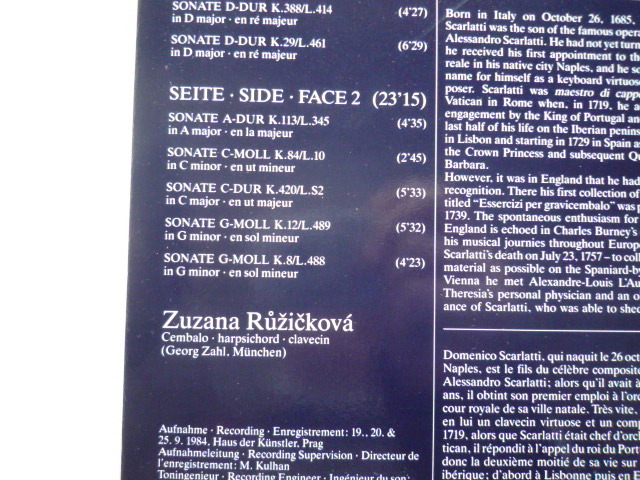 SONATE D-DUR K.388/L.414 (4'27)
in D major · en ré majeur
SONATE D-DUR K.29/L.461 (6'29)
in D major · en ré majeur
SEITE · SIDE · FACE 2 (23'15)
SONATE A-DUR K.113/L.345 (4'35)
in A major · en la majeur
SONATE C-MOLL K.84/L.10 (2'45)
in C minor · en ut mineur
SONATE C-DUR K.420/L.S2 (5'33)
in C major · en ut majeur
SONATE G-MOLL K.12/L.489 (5'32)
in G minor · en sol mineur
SONATE G-MOLL K.8/L.488 (4'23)
in G minor · en sol mineur
Zuzana Růžičková
Cembalo · harpsichord · clavecin
(Georg Zahl, München)
Aufnahme · Recording · Enregistrement: 19., 20. &
25. 9. 1984, Haus der Künstler, Prag
Aufnahmeleitung · Recording Supervision · Directeur de
l'enregistrement: M. Kulhan
Toningenieur · Recording Engineer · Ingénieur du son:
Born in Italy on October 26, 1685,
Scarlatti was the son of the famous opera
Alessandro Scarlatti. He had not yet turn
he received his first appointment to th
reale in his native city Naples, and he s
name for himself as a keyboard virtuos
poser. Scarlatti was maestro di capp
Vatican in Rome when, in 1719, he a
engagement by the King of Portugal an
last half of his life on the Iberian penins
in Lisbon and starting in 1729 in Spain a
the Crown Princess and subsequent Qu
Barbara.
However, it was in England that he had
recognition. There his first collection of
titled "Essercizi per gravicembalo" was p
1739. The spontaneous enthusiasm for
England is echoed in Charles Burney's
his musical journies throughout Europ
Scarlatti's death on July 23, 1757 – to coll
material as possible on the Spaniard-by
Vienna he met Alexandre-Louis L'Au
Theresia's personal physician and an o
ance of Scarlatti, who was able to shed
Domenico Scarlatti, qui naquit le 26 oct
Naples, est le fils du célèbre composite
Alessandro Scarlatti; alors qu'il avait à
ans, il obtint son premier emploi à l'orc
cour royale de sa ville natale. Très vite,
en lui un clavecin virtuose et un comp
1719, alors que Scarlatti était chef d'orch
tican, il répondit à l'appel du roi du Port
donc la deuxième moitié de sa vie sur
ibérique; d'abord à Lisbonne puis en E